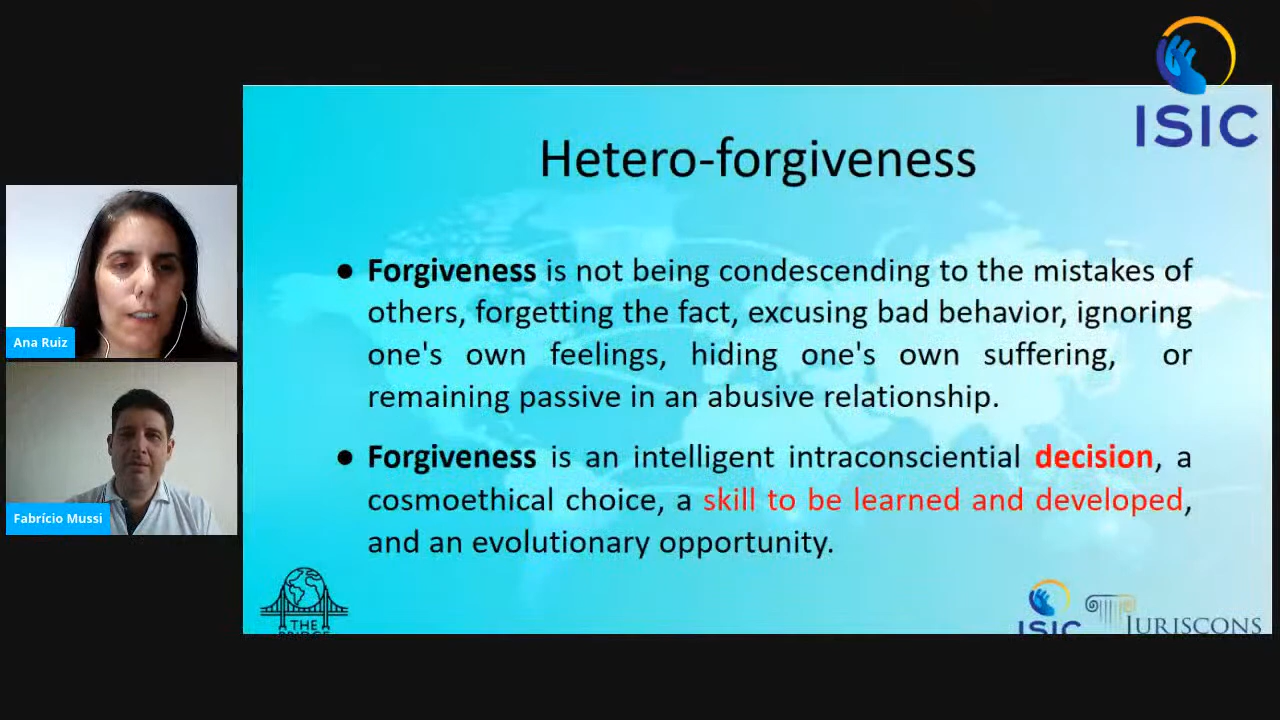 ISIC
Hetero-forgiveness
● Forgiveness is not being condescending to the mistakes of
others, forgetting the fact, excusing bad behavior, ignoring
one's own feelings, hiding one's own suffering, or
remaining passive in an abusive relationship.
● Forgiveness is an intelligent intraconsciential decision, a
cosmoethical choice, a skill to be learned and developed,
and an evolutionary opportunity.
Ana Ruiz
Fabrício Mussi
THE
BRIDGE
ISIC
JURISCONS